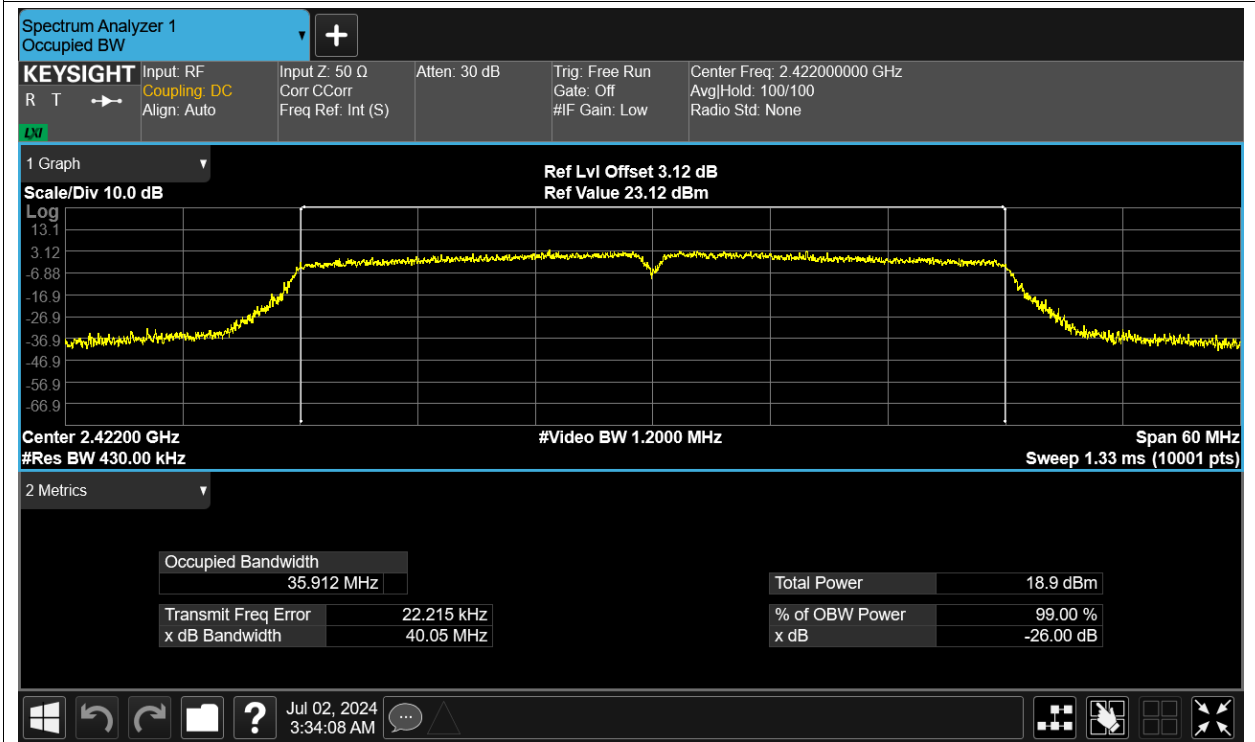 Spectrum Analyzer 1
Occupied BW
KEYSIGHT
R T
LXI
Input: RF
Coupling: DC
Align: Auto
Input Z: 50 Ω
Corr CCorr
Freq Ref: Int (S)
Atten: 30 dB
Trig: Free Run
Gate: Off
#IF Gain: Low
Center Freq: 2.422000000 GHz
Avg|Hold: 100/100
Radio Std: None
1 Graph
Scale/Div 10.0 dB
Ref Lvl Offset 3.12 dB
Ref Value 23.12 dBm
Log
13.1
3.12
-6.88
-16.9
-26.9
-36.9
-46.9
-56.9
-66.9
Center 2.42200 GHz
#Res BW 430.00 kHz
#Video BW 1.2000 MHz
Span 60 MHz
Sweep 1.33 ms (10001 pts)
2 Metrics
Occupied Bandwidth
35.912 MHz
Transmit Freq Error 22.215 kHz
x dB Bandwidth 40.05 MHz
Total Power 18.9 dBm
% of OBW Power 99.00 %
x dB -26.00 dB
?
Jul 02, 2024
3:34:08 AM